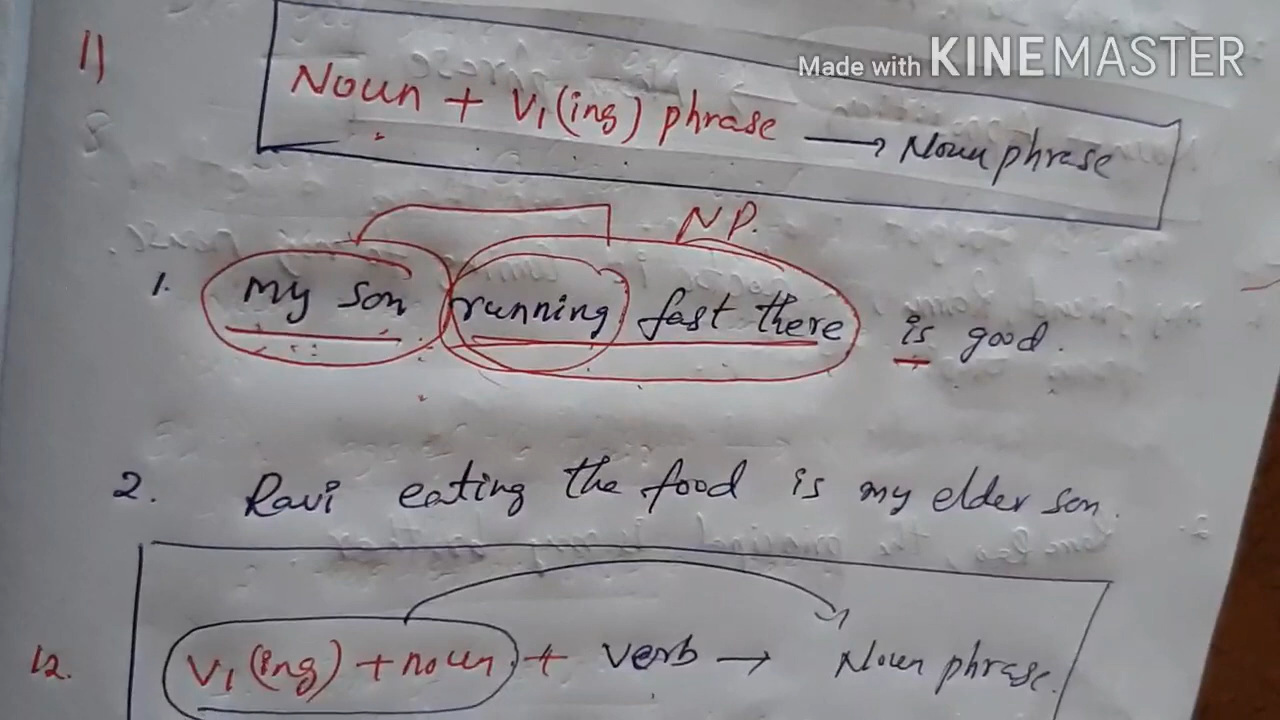 Made with KINEMASTER
11)
Noun + V₁(ing) phrase → Noun phrase
NP.
1. my son running fast there is good.
2. Ravi eating the food is my elder son.
12. V₁(ing) + noun + verb → Noun phrase.